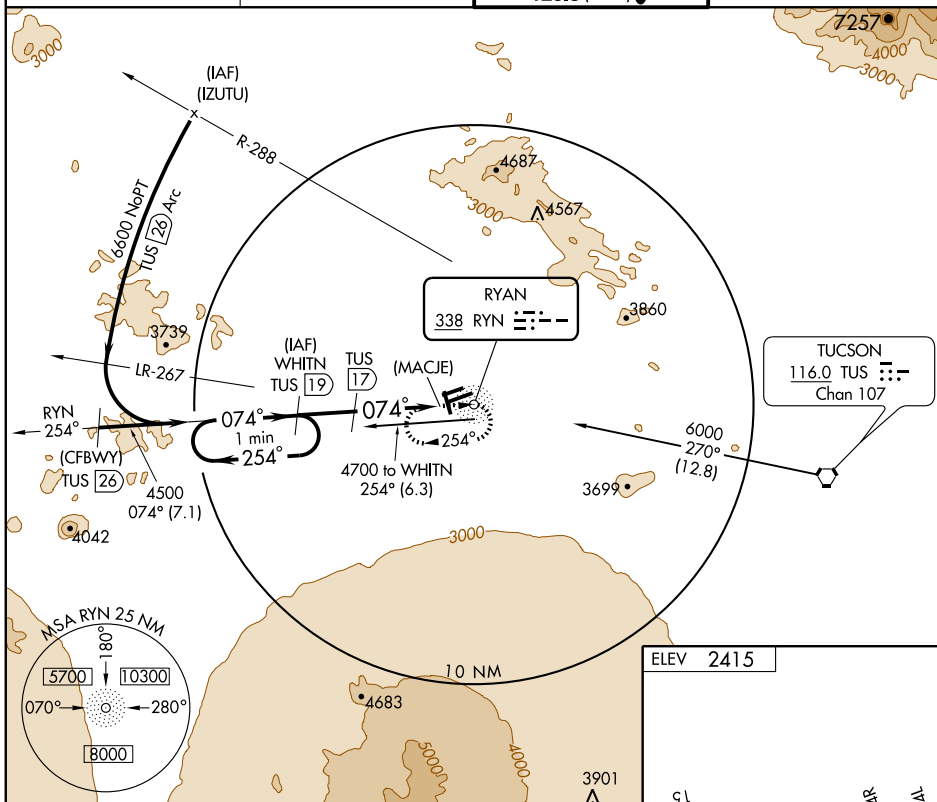 7257
4000
3000
3000
(IAF)
(IZUTU)
R-288
4687
3000
4567
6600 NoPT
TUS 26 Arc
RYAN
338 RYN
3860
3739
(IAF)
WHITN
TUS 19
TUS
17
(MACJE)
TUCSON
116.0 TUS
Chan 107
LR-267
RYN
254°
074°
1 min
254°
074°
254°
6000
270°
(12.8)
(CFBWY)
TUS 26
4500
074° (7.1)
4700 to WHITN
254° (6.3)
3699
4042
3000
MSA RYN 25 NM
180°
5700
10300
070°
280°
8000
10 NM
ELEV 2415
4683
5000
4000
3901